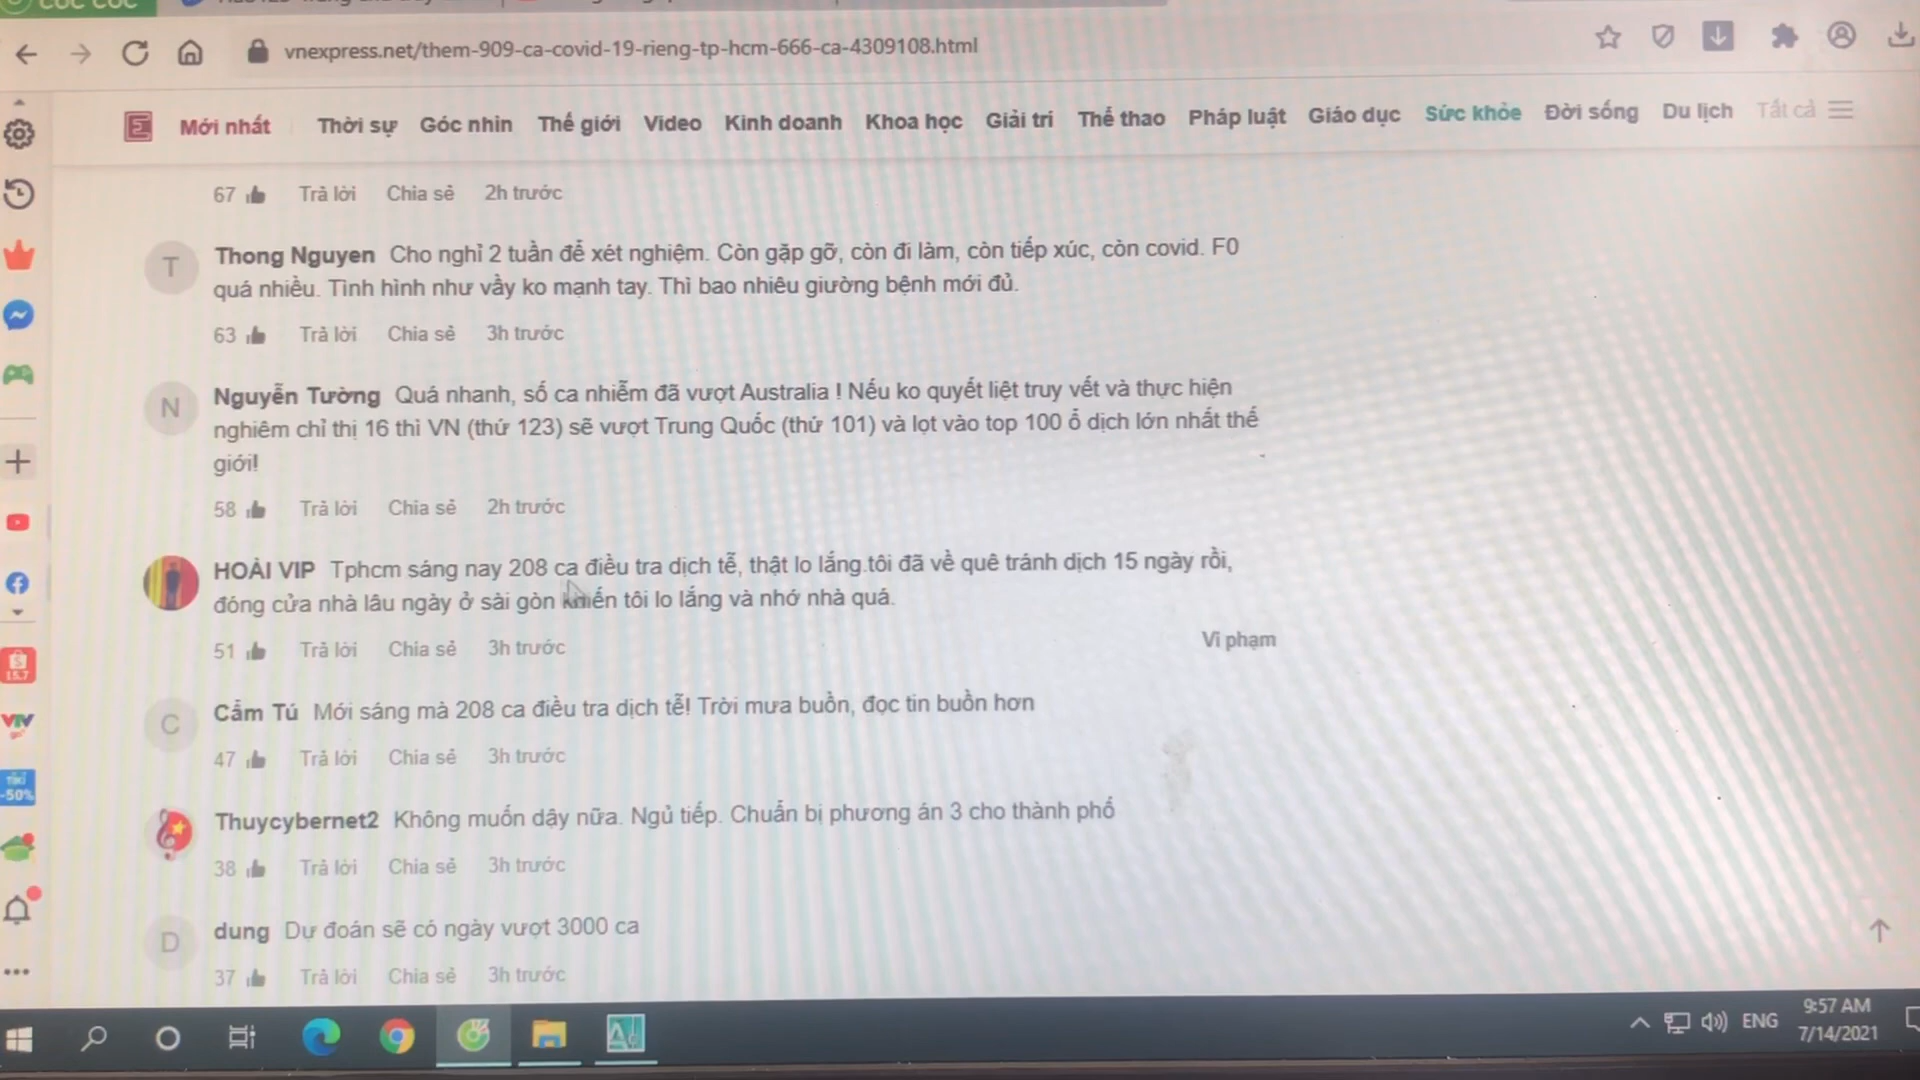 CỐC CỐC
vnexpress.net/them-909-ca-covid-19-rieng-tp-hcm-666-ca-4309108.html
E Mới nhất Thời sự Góc nhìn Thế giới Video Kinh doanh Khoa học Giải trí Thể thao Pháp luật Giáo dục Sức khỏe Đời sống Du lịch Tất cả
67 Trả lời Chia sẻ 2h trước
T Thong Nguyen Cho nghỉ 2 tuần để xét nghiệm. Còn gặp gỡ, còn đi làm, còn tiếp xúc, còn covid. F0
quá nhiều. Tình hình như vầy ko mạnh tay. Thì bao nhiêu giường bệnh mới đủ.
63 Trả lời Chia sẻ 3h trước
N Nguyễn Tường Quá nhanh, số ca nhiễm đã vượt Australia ! Nếu ko quyết liệt truy vết và thực hiện
nghiêm chỉ thị 16 thì VN (thứ 123) sẽ vượt Trung Quốc (thứ 101) và lọt vào top 100 ổ dịch lớn nhất thế
giới!
58 Trả lời Chia sẻ 2h trước
HOÀI VIP Tphcm sáng nay 208 ca điều tra dịch tễ, thật lo lắng.tôi đã về quê tránh dịch 15 ngày rồi,
đóng cửa nhà lâu ngày ở sài gòn khiến tôi lo lắng và nhớ nhà quá.
51 Trả lời Chia sẻ 3h trước
Vi phạm
C Cẩm Tú Mới sáng mà 208 ca điều tra dịch tễ! Trời mưa buồn, đọc tin buồn hơn
47 Trả lời Chia sẻ 3h trước
Thuycybernet2 Không muốn dậy nữa. Ngủ tiếp. Chuẩn bị phương án 3 cho thành phố
38 Trả lời Chia sẻ 3h trước
D dung Dự đoán sẽ có ngày vượt 3000 ca
37 Trả lời Chia sẻ 3h trước
15.7
VTV
go
TIKI
-50%
ENG
9:57 AM
7/14/2021